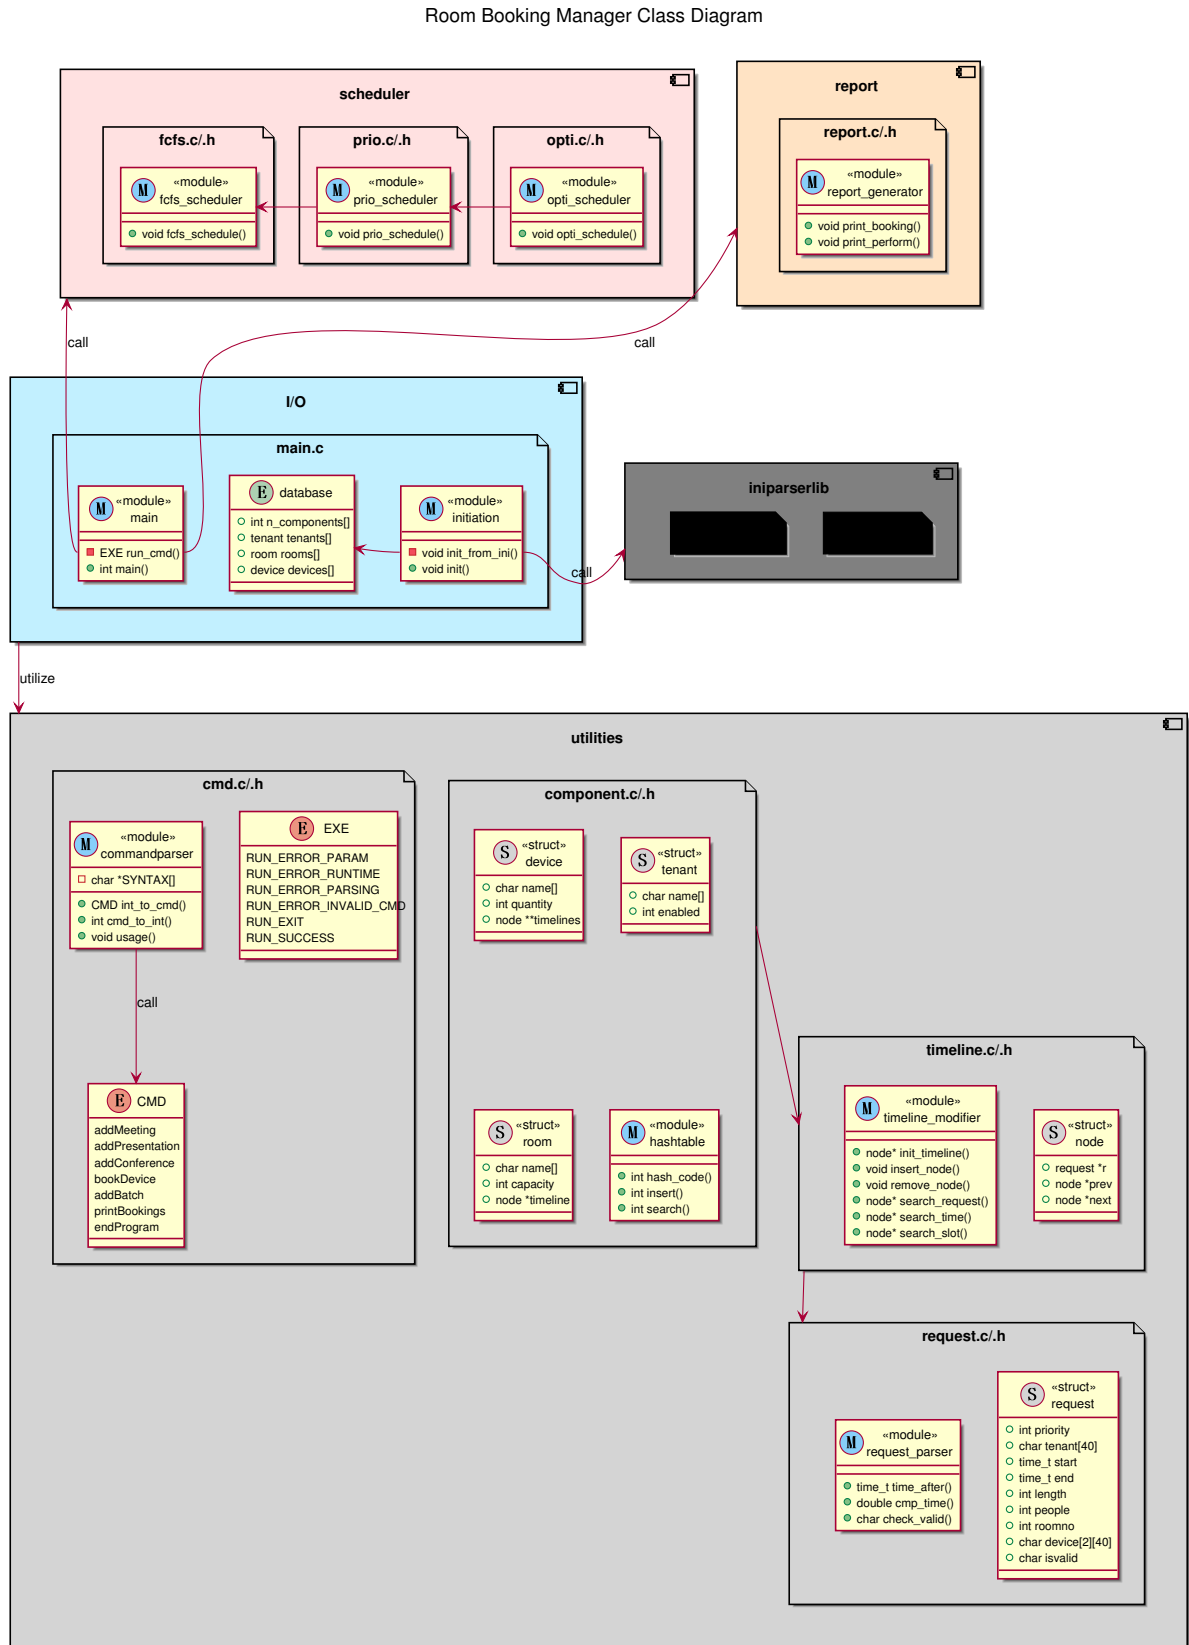 Room Booking Manager Class Diagram
scheduler
fcfs.c/.h
M
«module»
fcfs_scheduler
void fcfs_schedule()
prio.c/.h
M
«module»
prio_scheduler
void prio_schedule()
opti.c/.h
M
«module»
opti_scheduler
void opti_schedule()
report
report.c/.h
M
«module»
report_generator
void print_booking()
void print_perform()
call
call
I/O
main.c
M
«module»
main
EXE run_cmd()
int main()
E
database
int n_components[]
tenant tenants[]
room rooms[]
device devices[]
M
«module»
initiation
void init_from_ini()
void init()
call
iniparserlib
utilize
utilities
cmd.c/.h
M
«module»
commandparser
char *SYNTAX[]
CMD int_to_cmd()
int cmd_to_int()
void usage()
E
EXE
RUN_ERROR_PARAM
RUN_ERROR_RUNTIME
RUN_ERROR_PARSING
RUN_ERROR_INVALID_CMD
RUN_EXIT
RUN_SUCCESS
call
E
CMD
addMeeting
addPresentation
addConference
bookDevice
addBatch
printBookings
endProgram
component.c/.h
S
«struct»
device
char name[]
int quantity
node **timelines
S
«struct»
tenant
char name[]
int enabled
S
«struct»
room
char name[]
int capacity
node *timeline
M
«module»
hashtable
int hash_code()
int insert()
int search()
timeline.c/.h
M
«module»
timeline_modifier
node* init_timeline()
void insert_node()
void remove_node()
node* search_request()
node* search_time()
node* search_slot()
S
«struct»
node
request *r
node *prev
node *next
request.c/.h
M
«module»
request_parser
time_t time_after()
double cmp_time()
char check_valid()
S
«struct»
request
int priority
char tenant[40]
time_t start
time_t end
int length
int people
int roomno
char device[2][40]
char isvalid